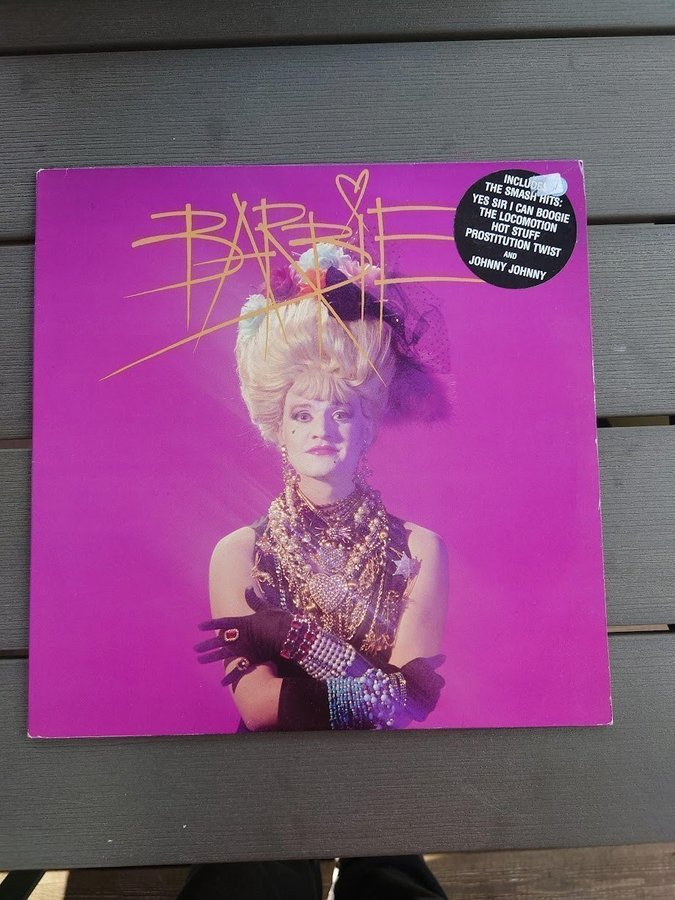 BARBIE
INCLUDES
THE SMASH HITS:
YES SIR I CAN BOOGIE
THE LOCOMOTION
HOT STUFF
PROSTITUTION TWIST
AND
JOHNNY JOHNNY